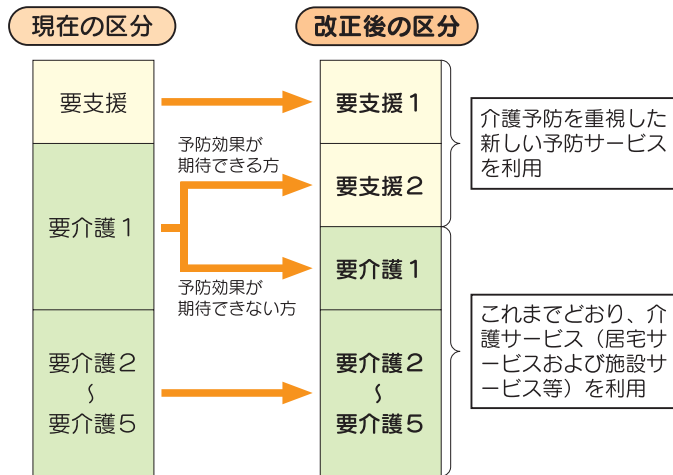 現在の区分
改正後の区分
要支援
要介護1
要介護2
〜
要介護5
予防効果が
期待できる方
予防効果が
期待できない方
要支援1
要支援2
要介護1
要介護2
〜
要介護5
介護予防を重視した
新しい予防サービス
を利用
これまでどおり、介
護サービス（居宅サ
ービスおよび施設サ
ービス等）を利用